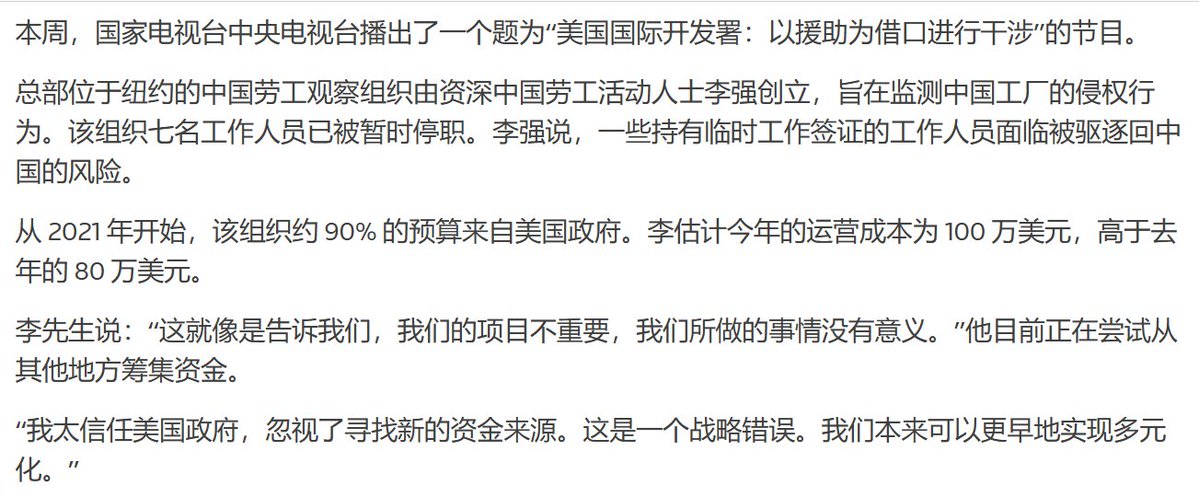 本周，国家电视台中央电视台播出了一个题为“美国国际开发署：以援助为借口进行干涉”的节目。
总部位于纽约的中国劳工观察组织由资深中国劳工活动人士李强创立，旨在监测中国工厂的侵权行
为。该组织七名工作人员已被暂时停职。李强说，一些持有临时工作签证的工作人员面临被驱逐回中
国的风险。
从 2021 年开始，该组织约 90% 的预算来自美国政府。李估计今年的运营成本为 100 万美元，高于去
年的 80 万美元。
李先生说：“这就像是告诉我们，我们的项目不重要，我们所做的事情没有意义。”他目前正在尝试从
其他地方筹集资金。
“我太信任美国政府，忽视了寻找新的资金来源。这是一个战略错误。我们本来可以更早地实现多元
化。”